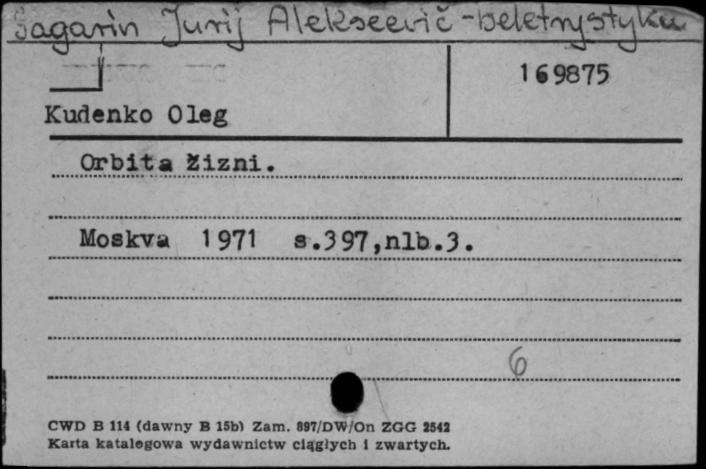 Gagarin Jurij Alekseevič - beletrystyka
169875
Kudenko Oleg
Orbita žizni.
Moskva 1971 s.397,nlb.3.
6
CWD B 114 (dawny B 15b) Zam. 897/DW/On ZGG 2542
Karta katalogowa wydawnictw ciągłych i zwartych.